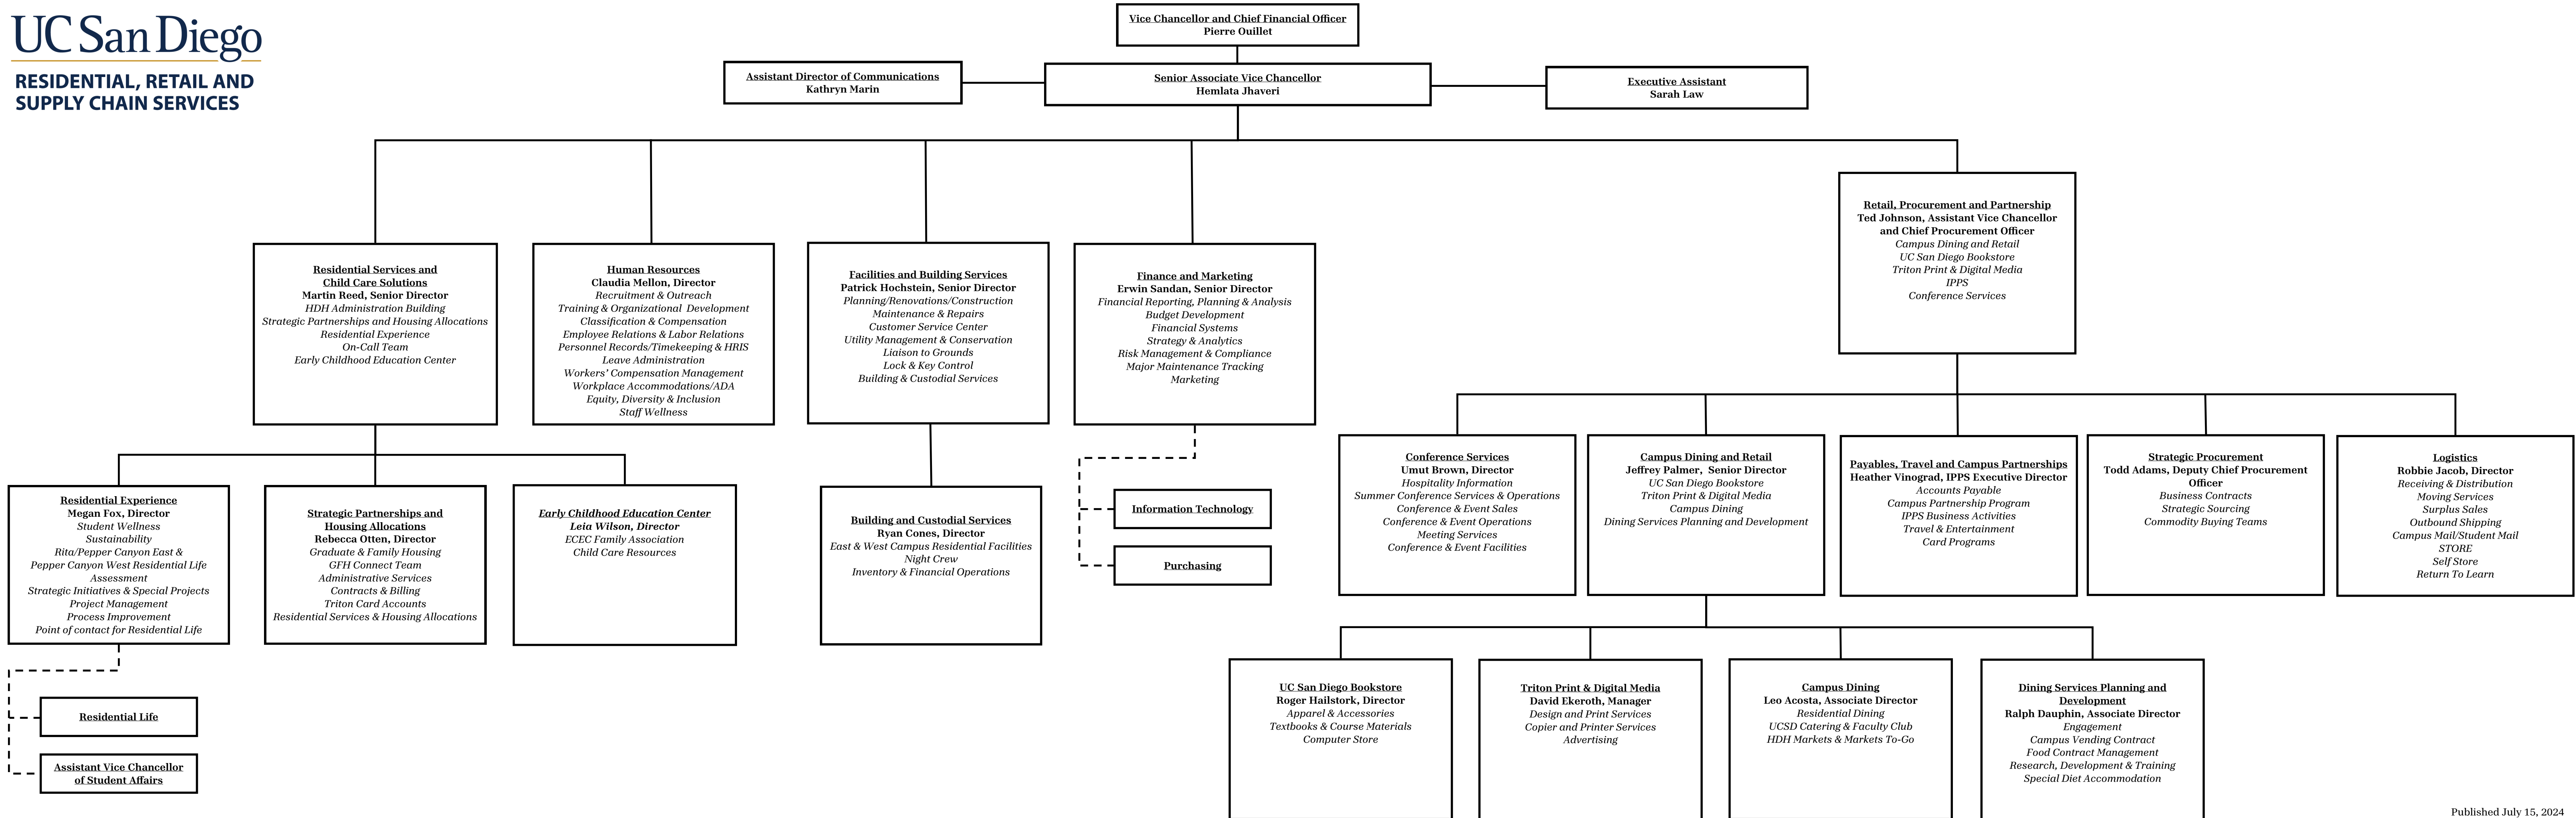 UC San Diego
RESIDENTIAL, RETAIL AND
SUPPLY CHAIN SERVICES
Vice Chancellor and Chief Financial Officer
Pierre Ouillet
Assistant Director of Communications
Kathryn Marin
Senior Associate Vice Chancellor
Hemlata Jhaveri
Executive Assistant
Sarah Law
Residential Services and
Child Care Solutions
Martin Reed, Senior Director
HDH Administration Building
Strategic Partnerships and Housing Allocations
Residential Experience
On-Call Team
Early Childhood Education Center
Human Resources
Claudia Mellon, Director
Recruitment & Outreach
Training & Organizational Development
Classification & Compensation
Employee Relations & Labor Relations
Personnel Records/Timekeeping & HRIS
Leave Administration
Workers' Compensation Management
Workplace Accommodations/ADA
Equity, Diversity & Inclusion
Staff Wellness
Facilities and Building Services
Patrick Hochstein, Senior Director
Planning/Renovations/Construction
Maintenance & Repairs
Customer Service Center
Utility Management & Conservation
Liaison to Grounds
Lock & Key Control
Building & Custodial Services
Finance and Marketing
Erwin Sandan, Senior Director
Financial Reporting, Planning & Analysis
Budget Development
Financial Systems
Strategy & Analytics
Risk Management & Compliance
Major Maintenance Tracking
Marketing
Retail, Procurement and Partnership
Ted Johnson, Assistant Vice Chancellor
and Chief Procurement Officer
Campus Dining and Retail
UC San Diego Bookstore
Triton Print & Digital Media
IPPS
Conference Services
Residential Experience
Megan Fox, Director
Student Wellness
Sustainability
Rita/Pepper Canyon East &
Pepper Canyon West Residential Life
Assessment
Strategic Initiatives & Special Projects
Project Management
Process Improvement
Point of contact for Residential Life
Strategic Partnerships and
Housing Allocations
Rebecca Otten, Director
Graduate & Family Housing
GFH Connect Team
Administrative Services
Contracts & Billing
Triton Card Accounts
Residential Services & Housing Allocations
Early Childhood Education Center
Leia Wilson, Director
ECEC Family Association
Child Care Resources
Building and Custodial Services
Ryan Cones, Director
East & West Campus Residential Facilities
Night Crew
Inventory & Financial Operations
Information Technology
Purchasing
Conference Services
Umut Brown, Director
Hospitality Information
Summer Conference Services & Operations
Conference & Event Sales
Conference & Event Operations
Meeting Services
Conference & Event Facilities
Campus Dining and Retail
Jeffrey Palmer, Senior Director
UC San Diego Bookstore
Triton Print & Digital Media
Campus Dining
Dining Services Planning and Development
Payables, Travel and Campus Partnerships
Heather Vinograd, IPPS Executive Director
Accounts Payable
Campus Partnership Program
IPPS Business Activities
Travel & Entertainment
Card Programs
Strategic Procurement
Todd Adams, Deputy Chief Procurement
Officer
Business Contracts
Strategic Sourcing
Commodity Buying Teams
Logistics
Robbie Jacob, Director
Receiving & Distribution
Moving Services
Surplus Sales
Outbound Shipping
Campus Mail/Student Mail
STORE
Self Store
Return To Learn
Residential Life
Assistant Vice Chancellor
of Student Affairs
UC San Diego Bookstore
Roger Hailstork, Director
Apparel & Accessories
Textbooks & Course Materials
Computer Store
Triton Print & Digital Media
David Ekeroth, Manager
Design and Print Services
Copier and Printer Services
Advertising
Campus Dining
Leo Acosta, Associate Director
Residential Dining
UCSD Catering & Faculty Club
HDH Markets & Markets To-Go
Dining Services Planning and
Development
Ralph Dauphin, Associate Director
Engagement
Campus Vending Contract
Food Contract Management
Research, Development & Training
Special Diet Accommodation
Published July 15, 2024